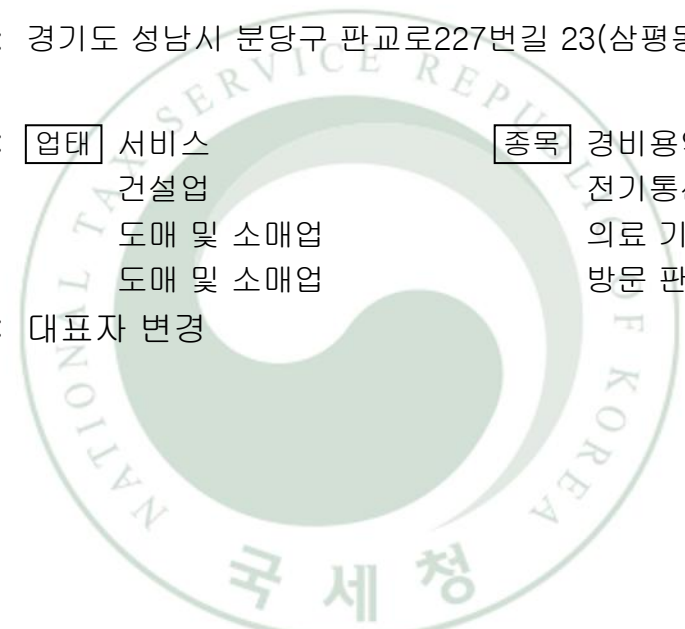 : 경기도 성남시 분당구 판교로227번길 23(삼평동
: 업태 서비스 종목 경비용
건설업 전기통신
도매 및 소매업 의료 기
도매 및 소매업 방문 판
: 대표자 변경
NATIONAL TAX SERVICE REPUBLIC OF KOREA
국세청